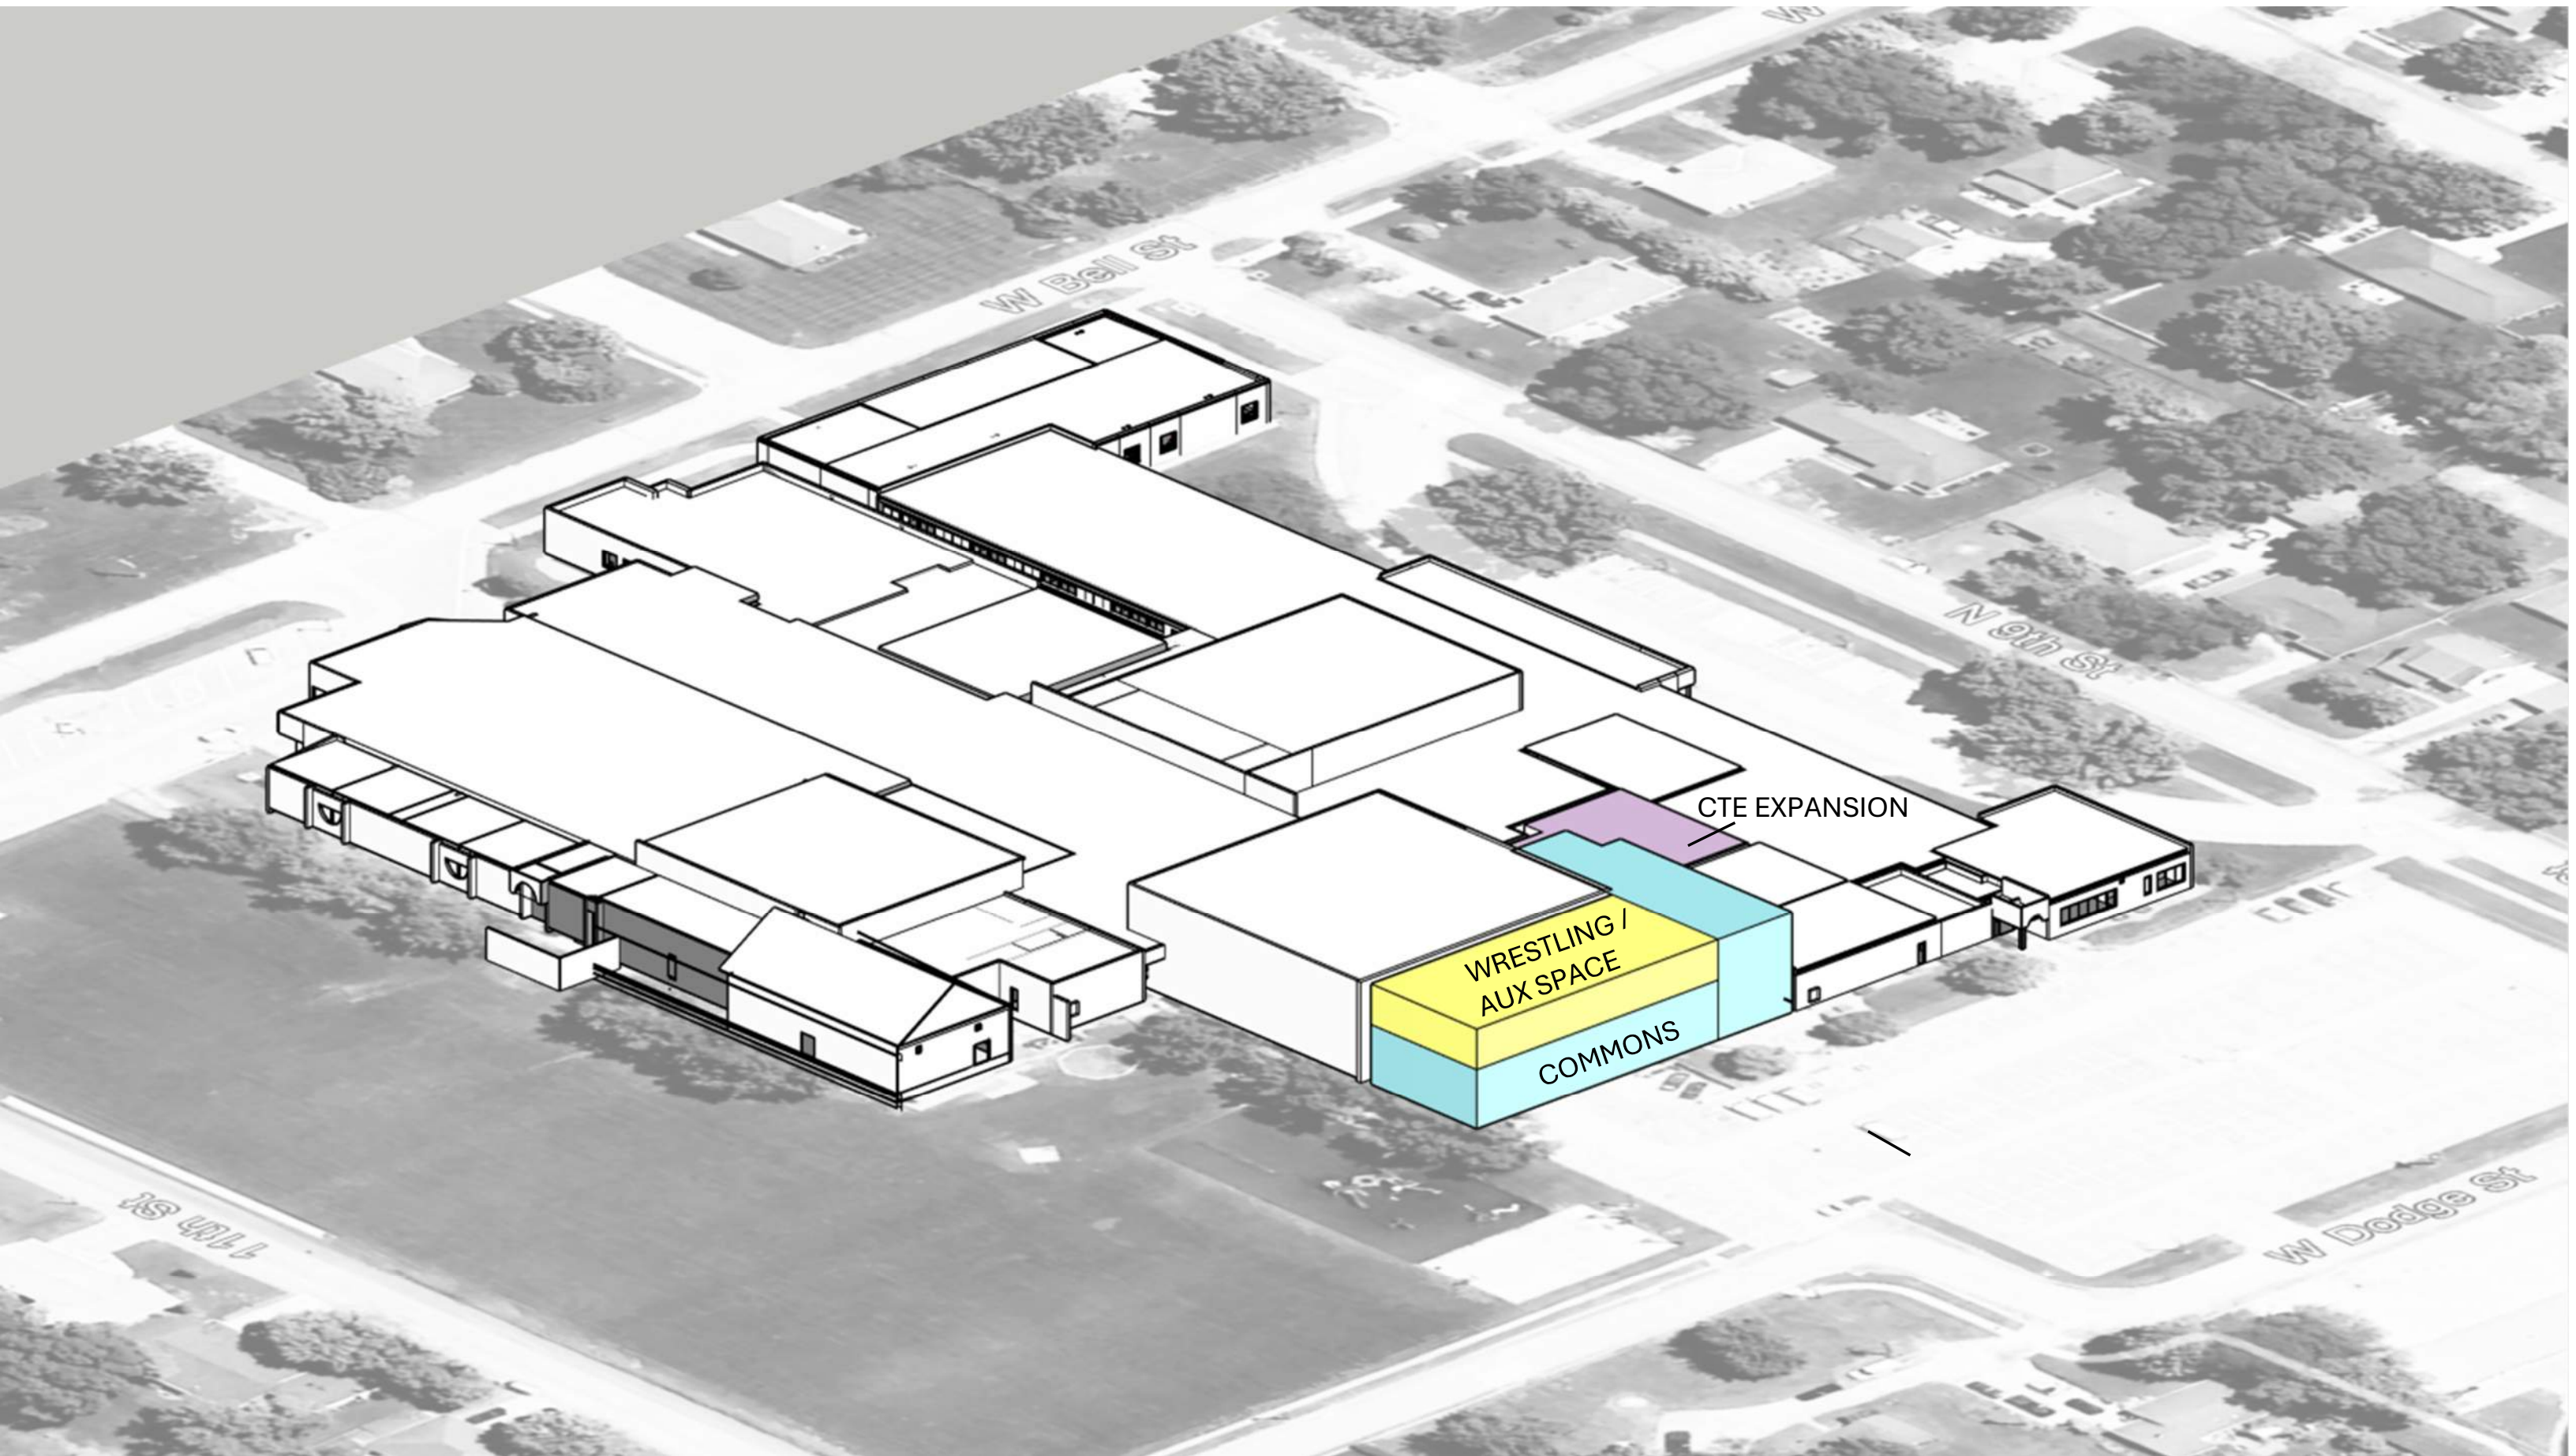 W
W Bell St
N 9th St
CTE EXPANSION
WRESTLING /
AUX SPACE
COMMONS
11th St
W Dodge St